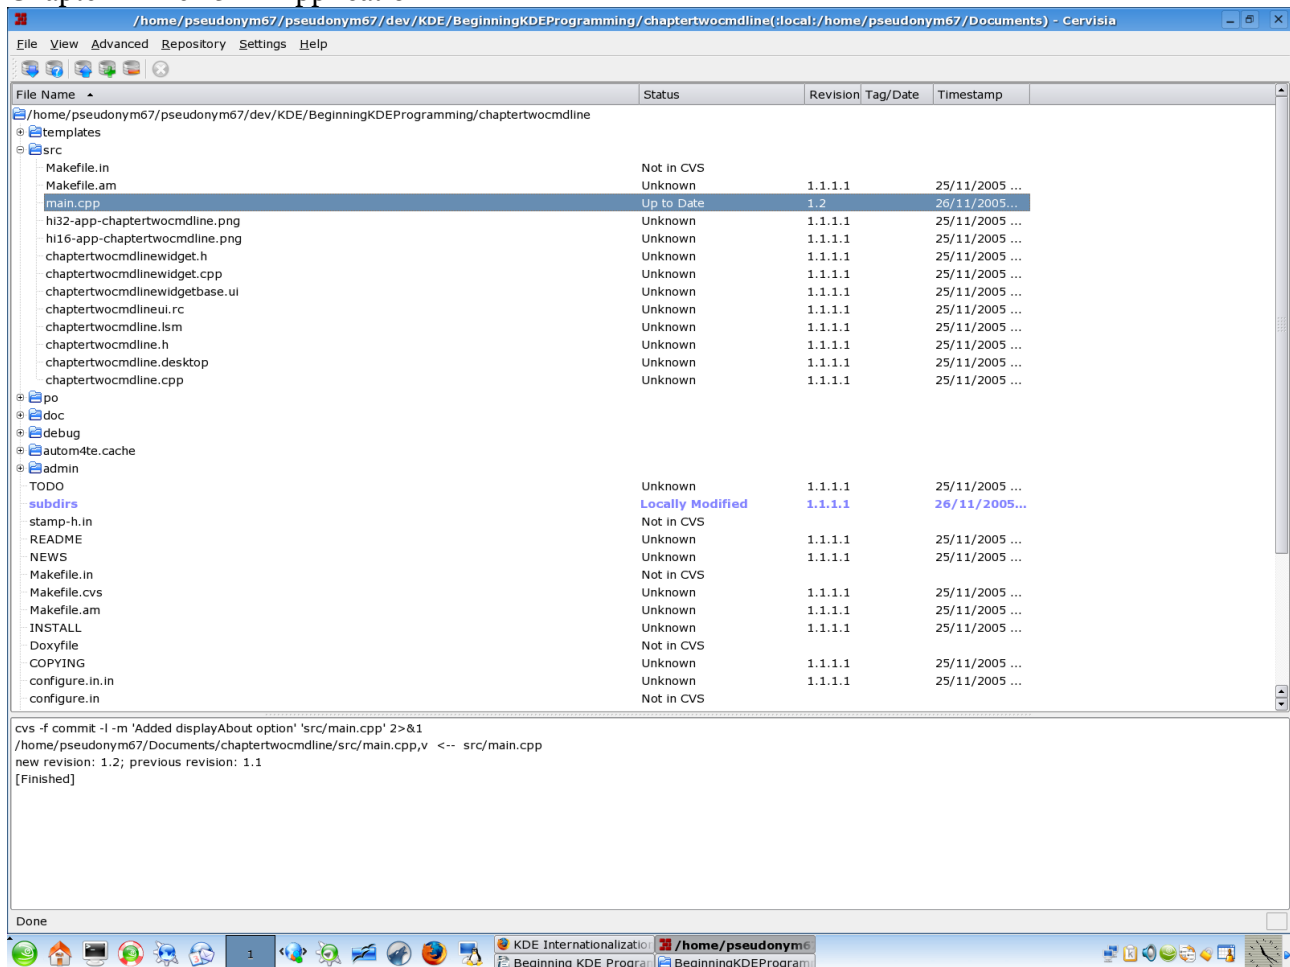 /home/pseudonym67/pseudonym67/dev/KDE/BeginningKDEProgramming/chaptertwocmdline(:local:/home/pseudonym67/Documents) - Cervisia
File View Advanced Repository Settings Help
File Name Status Revision Tag/Date Timestamp
/home/pseudonym67/pseudonym67/dev/KDE/BeginningKDEProgramming/chaptertwocmdline
templates
src
Makefile.in Not in CVS
Makefile.am Unknown 1.1.1.1 25/11/2005 ...
main.cpp Up to Date 1.2 26/11/2005...
hi32-app-chaptertwocmdline.png Unknown 1.1.1.1 25/11/2005 ...
hi16-app-chaptertwocmdline.png Unknown 1.1.1.1 25/11/2005 ...
chaptertwocmdlinewidget.h Unknown 1.1.1.1 25/11/2005 ...
chaptertwocmdlinewidget.cpp Unknown 1.1.1.1 25/11/2005 ...
chaptertwocmdlinewidgetbase.ui Unknown 1.1.1.1 25/11/2005 ...
chaptertwocmdlineui.rc Unknown 1.1.1.1 25/11/2005 ...
chaptertwocmdline.lsm Unknown 1.1.1.1 25/11/2005 ...
chaptertwocmdline.h Unknown 1.1.1.1 25/11/2005 ...
chaptertwocmdline.desktop Unknown 1.1.1.1 25/11/2005 ...
chaptertwocmdline.cpp Unknown 1.1.1.1 25/11/2005 ...
po
doc
debug
autom4te.cache
admin
TODO Unknown 1.1.1.1 25/11/2005 ...
subdirs Locally Modified 1.1.1.1 26/11/2005...
stamp-h.in Not in CVS
README Unknown 1.1.1.1 25/11/2005 ...
NEWS Unknown 1.1.1.1 25/11/2005 ...
Makefile.in Not in CVS
Makefile.cvs Unknown 1.1.1.1 25/11/2005 ...
Makefile.am Unknown 1.1.1.1 25/11/2005 ...
INSTALL Unknown 1.1.1.1 25/11/2005 ...
Doxyfile Not in CVS
COPYING Unknown 1.1.1.1 25/11/2005 ...
configure.in.in Unknown 1.1.1.1 25/11/2005 ...
configure.in Not in CVS
cvs -f commit -l -m 'Added displayAbout option' 'src/main.cpp' 2>&1
/home/pseudonym67/Documents/chaptertwocmdline/src/main.cpp,v <-- src/main.cpp
new revision: 1.2; previous revision: 1.1
[Finished]
Done
1 KDE Internationalizatio /home/pseudonym6
Beginning KDE Program BeginningKDEProgram